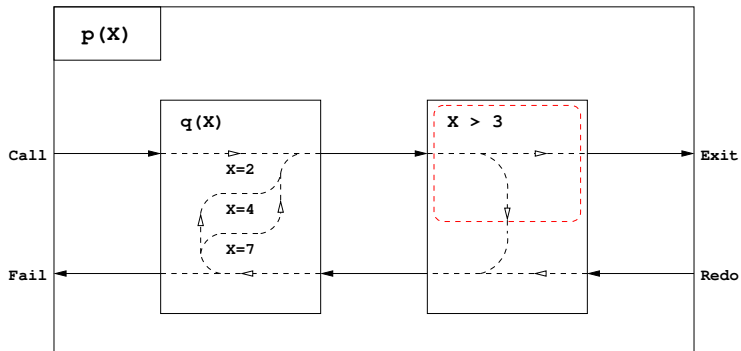 p(X)
q(X)
X > 3
Call
Exit
X=2
X=4
X=7
Fail
Redo